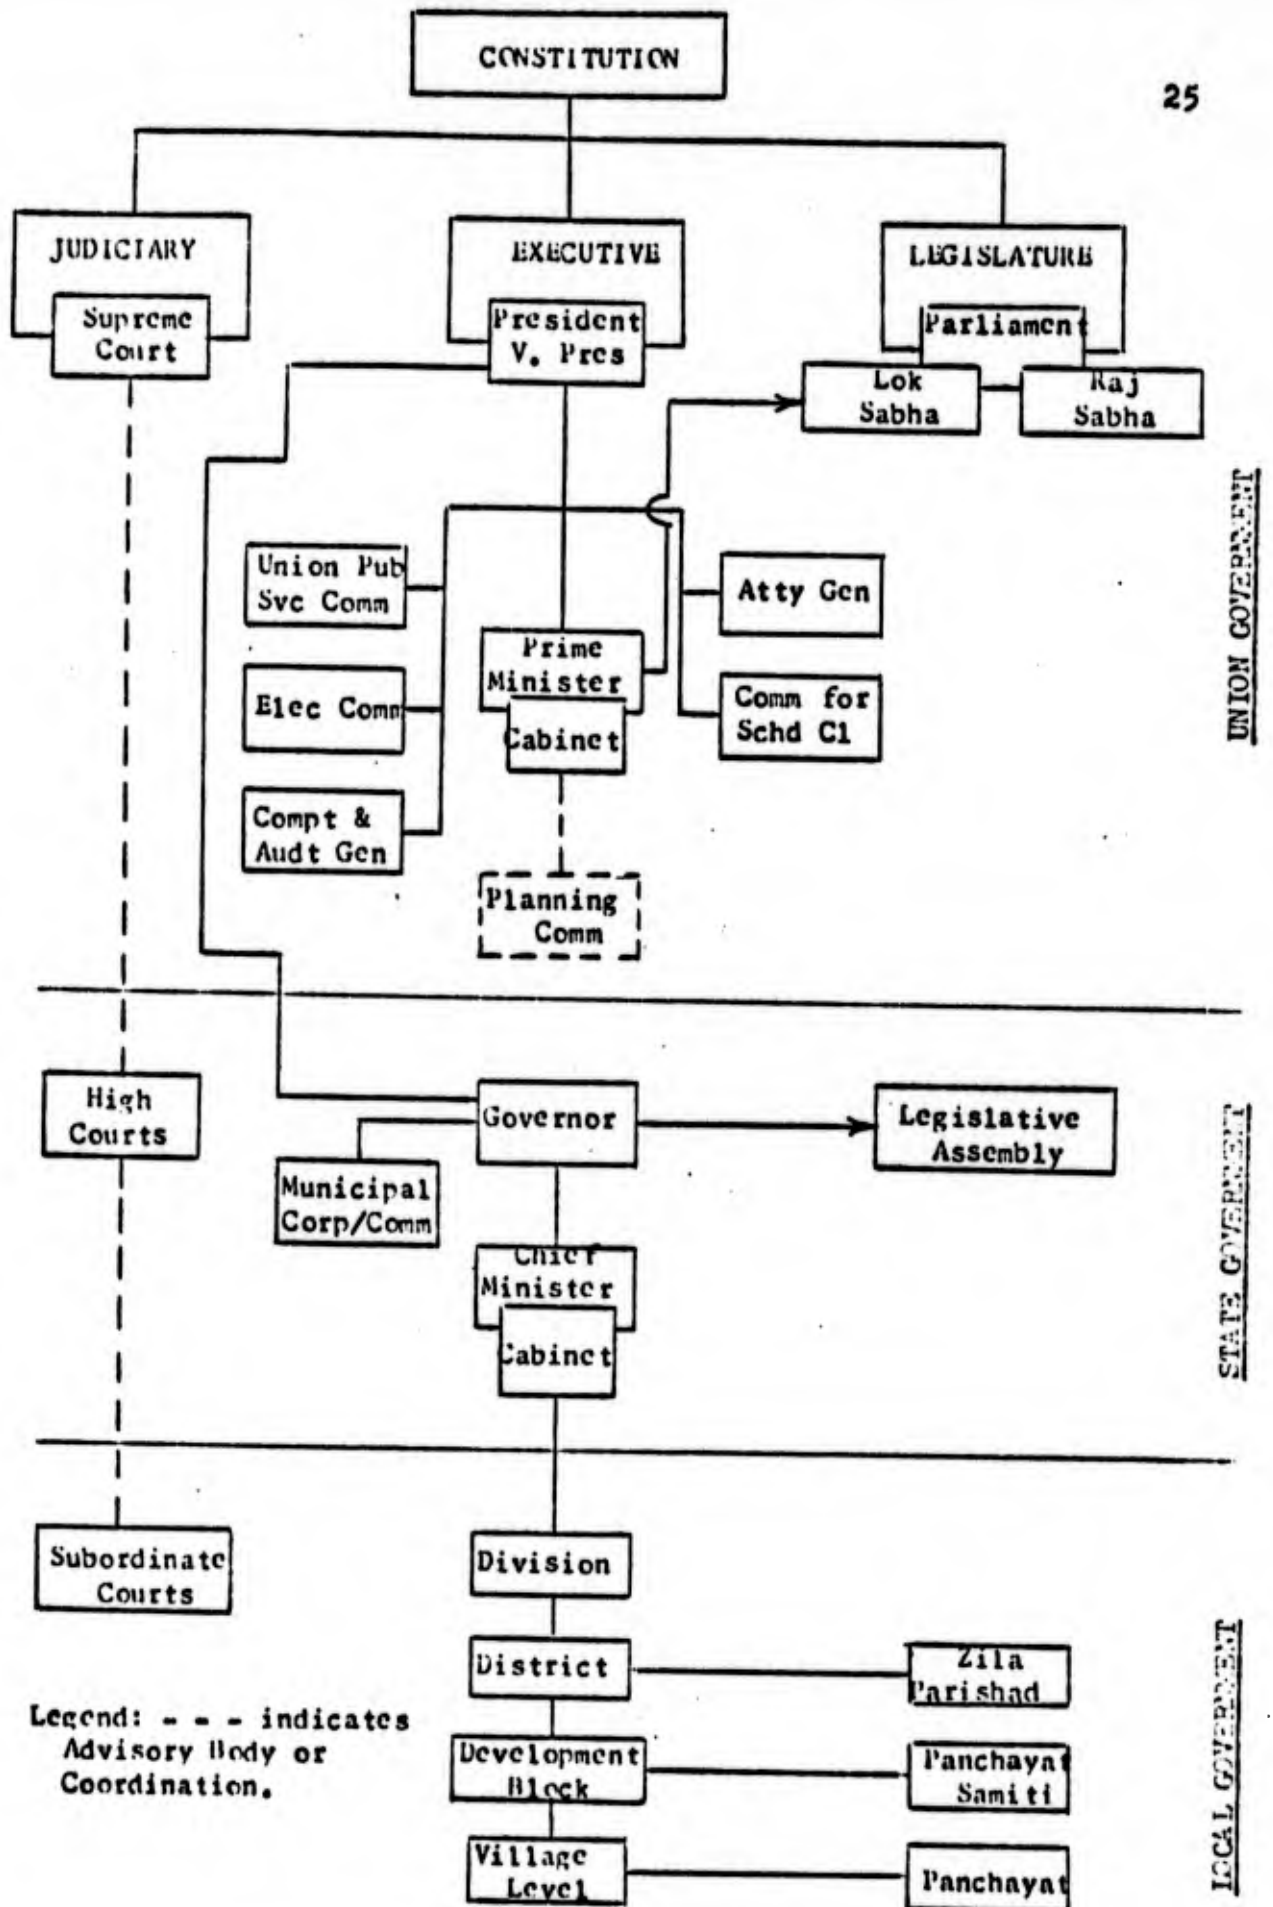 CONSTITUTION
25
JUDICIARY
Supreme
Court
EXECUTIVE
President
V. Pres
LEGISLATURE
Parliament
Lok
Sabha
Raj
Sabha
UNION GOVERNMENT
Union Pub
Svc Comm
Elec Comm
Compt &
Audt Gen
Prime
Minister
Cabinet
Planning
Comm
Atty Gen
Comm for
Schd Cl
High
Courts
Governor
Legislative
Assembly
Municipal
Corp/Comm
Chief
Minister
Cabinet
STATE GOVERNMENT
Subordinate
Courts
Division
District
Zila
Parishad
Development
Block
Panchayat
Samiti
Village
Level
Panchayat
LOCAL GOVERNMENT
Legend: - - - indicates
Advisory Body or
Coordination.